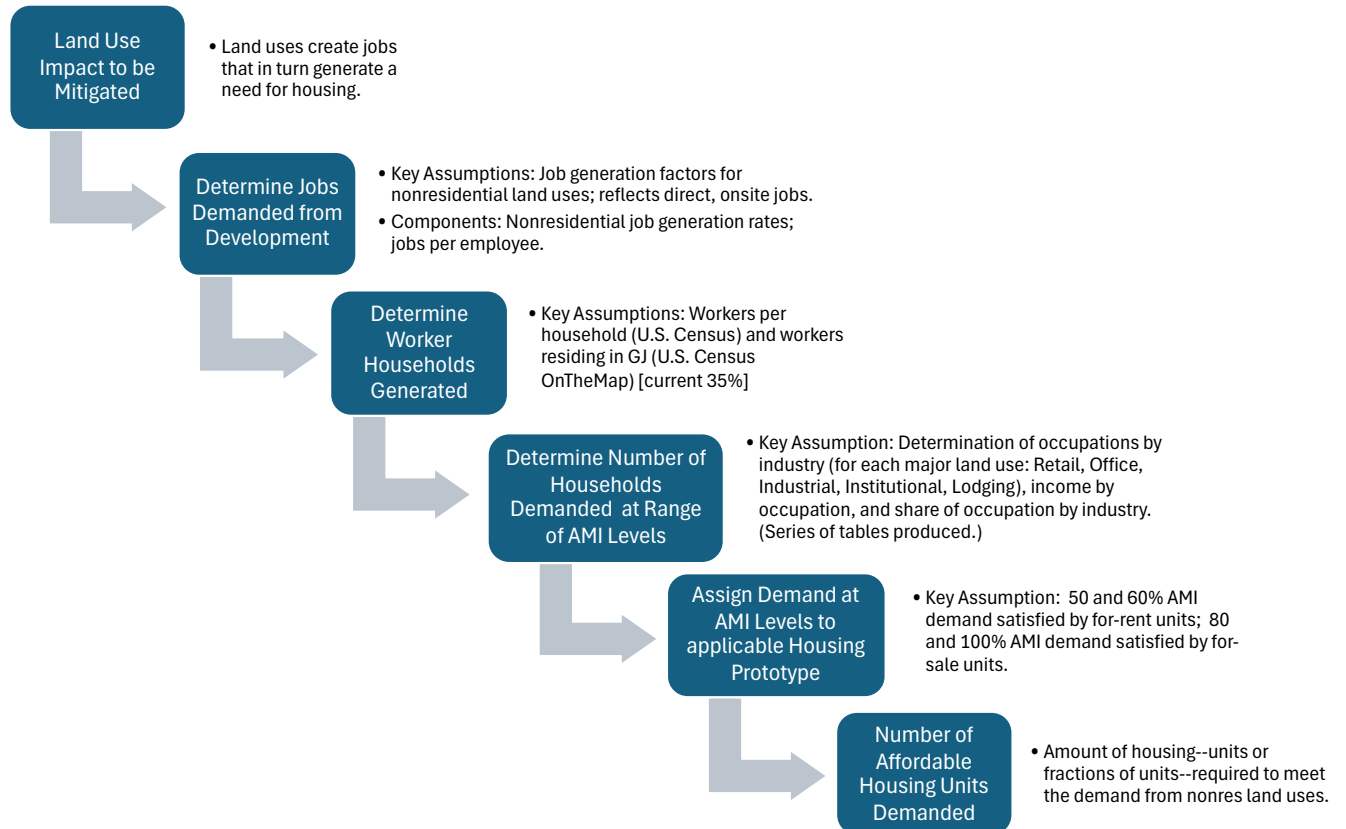 Land Use
Impact to be
Mitigated
• Land uses create jobs
that in turn generate a
need for housing.
Determine Jobs
Demanded from
Development
• Key Assumptions: Job generation factors for
nonresidential land uses; reflects direct, onsite jobs.
• Components: Nonresidential job generation rates;
jobs per employee.
Determine
Worker
Households
Generated
• Key Assumptions: Workers per
household (U.S. Census) and workers
residing in GJ (U.S. Census
OnTheMap) [current 35%]
Determine Number of
Households
Demanded at Range
of AMI Levels
• Key Assumption: Determination of occupations by
industry (for each major land use: Retail, Office,
Industrial, Institutional, Lodging), income by
occupation, and share of occupation by industry.
(Series of tables produced.)
Assign Demand at
AMI Levels to
applicable Housing
Prototype
• Key Assumption: 50 and 60% AMI
demand satisfied by for-rent units; 80
and 100% AMI demand satisfied by for-
sale units.
Number of
Affordable
Housing Units
Demanded
• Amount of housing--units or
fractions of units--required to meet
the demand from nonres land uses.